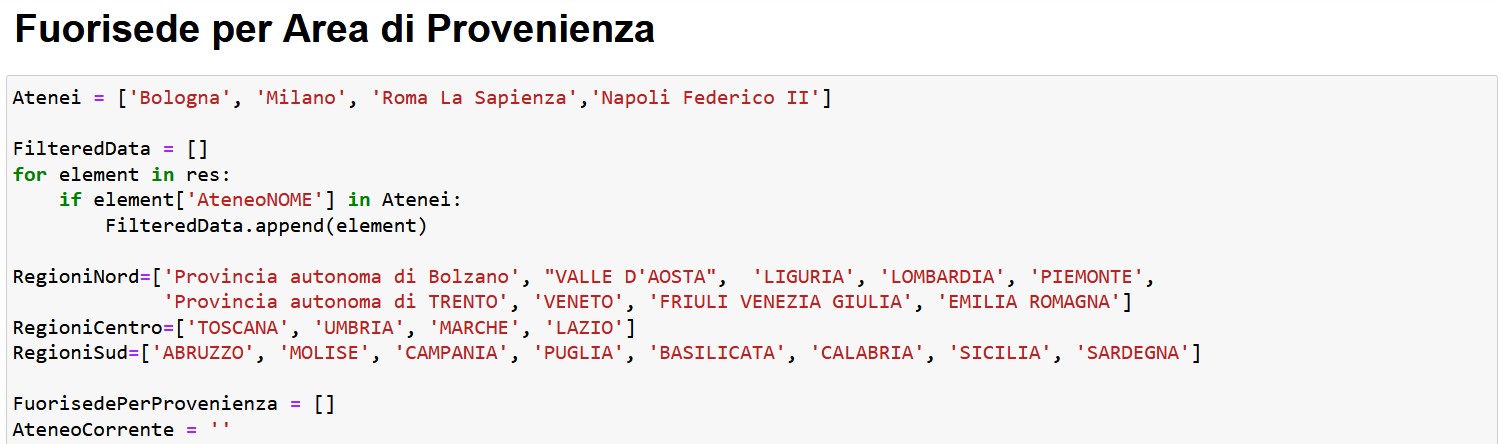 Fuorisede per Area di Provenienza
Atenei = ['Bologna', 'Milano', 'Roma La Sapienza','Napoli Federico II']
FilteredData = []
for element in res:
    if element['AteneoNOME'] in Atenei:
        FilteredData.append(element)
RegioniNord=['Provincia autonoma di Bolzano', "VALLE D'AOSTA",  'LIGURIA', 'LOMBARDIA', 'PIEMONTE',
             'Provincia autonoma di TRENTO', 'VENETO', 'FRIULI VENEZIA GIULIA', 'EMILIA ROMAGNA']
RegioniCentro=['TOSCANA', 'UMBRIA', 'MARCHE', 'LAZIO']
RegioniSud=['ABRUZZO', 'MOLISE', 'CAMPANIA', 'PUGLIA', 'BASILICATA', 'CALABRIA', 'SICILIA', 'SARDEGNA']
FuorisedePerProvenienza = []
AteneoCorrente = ''